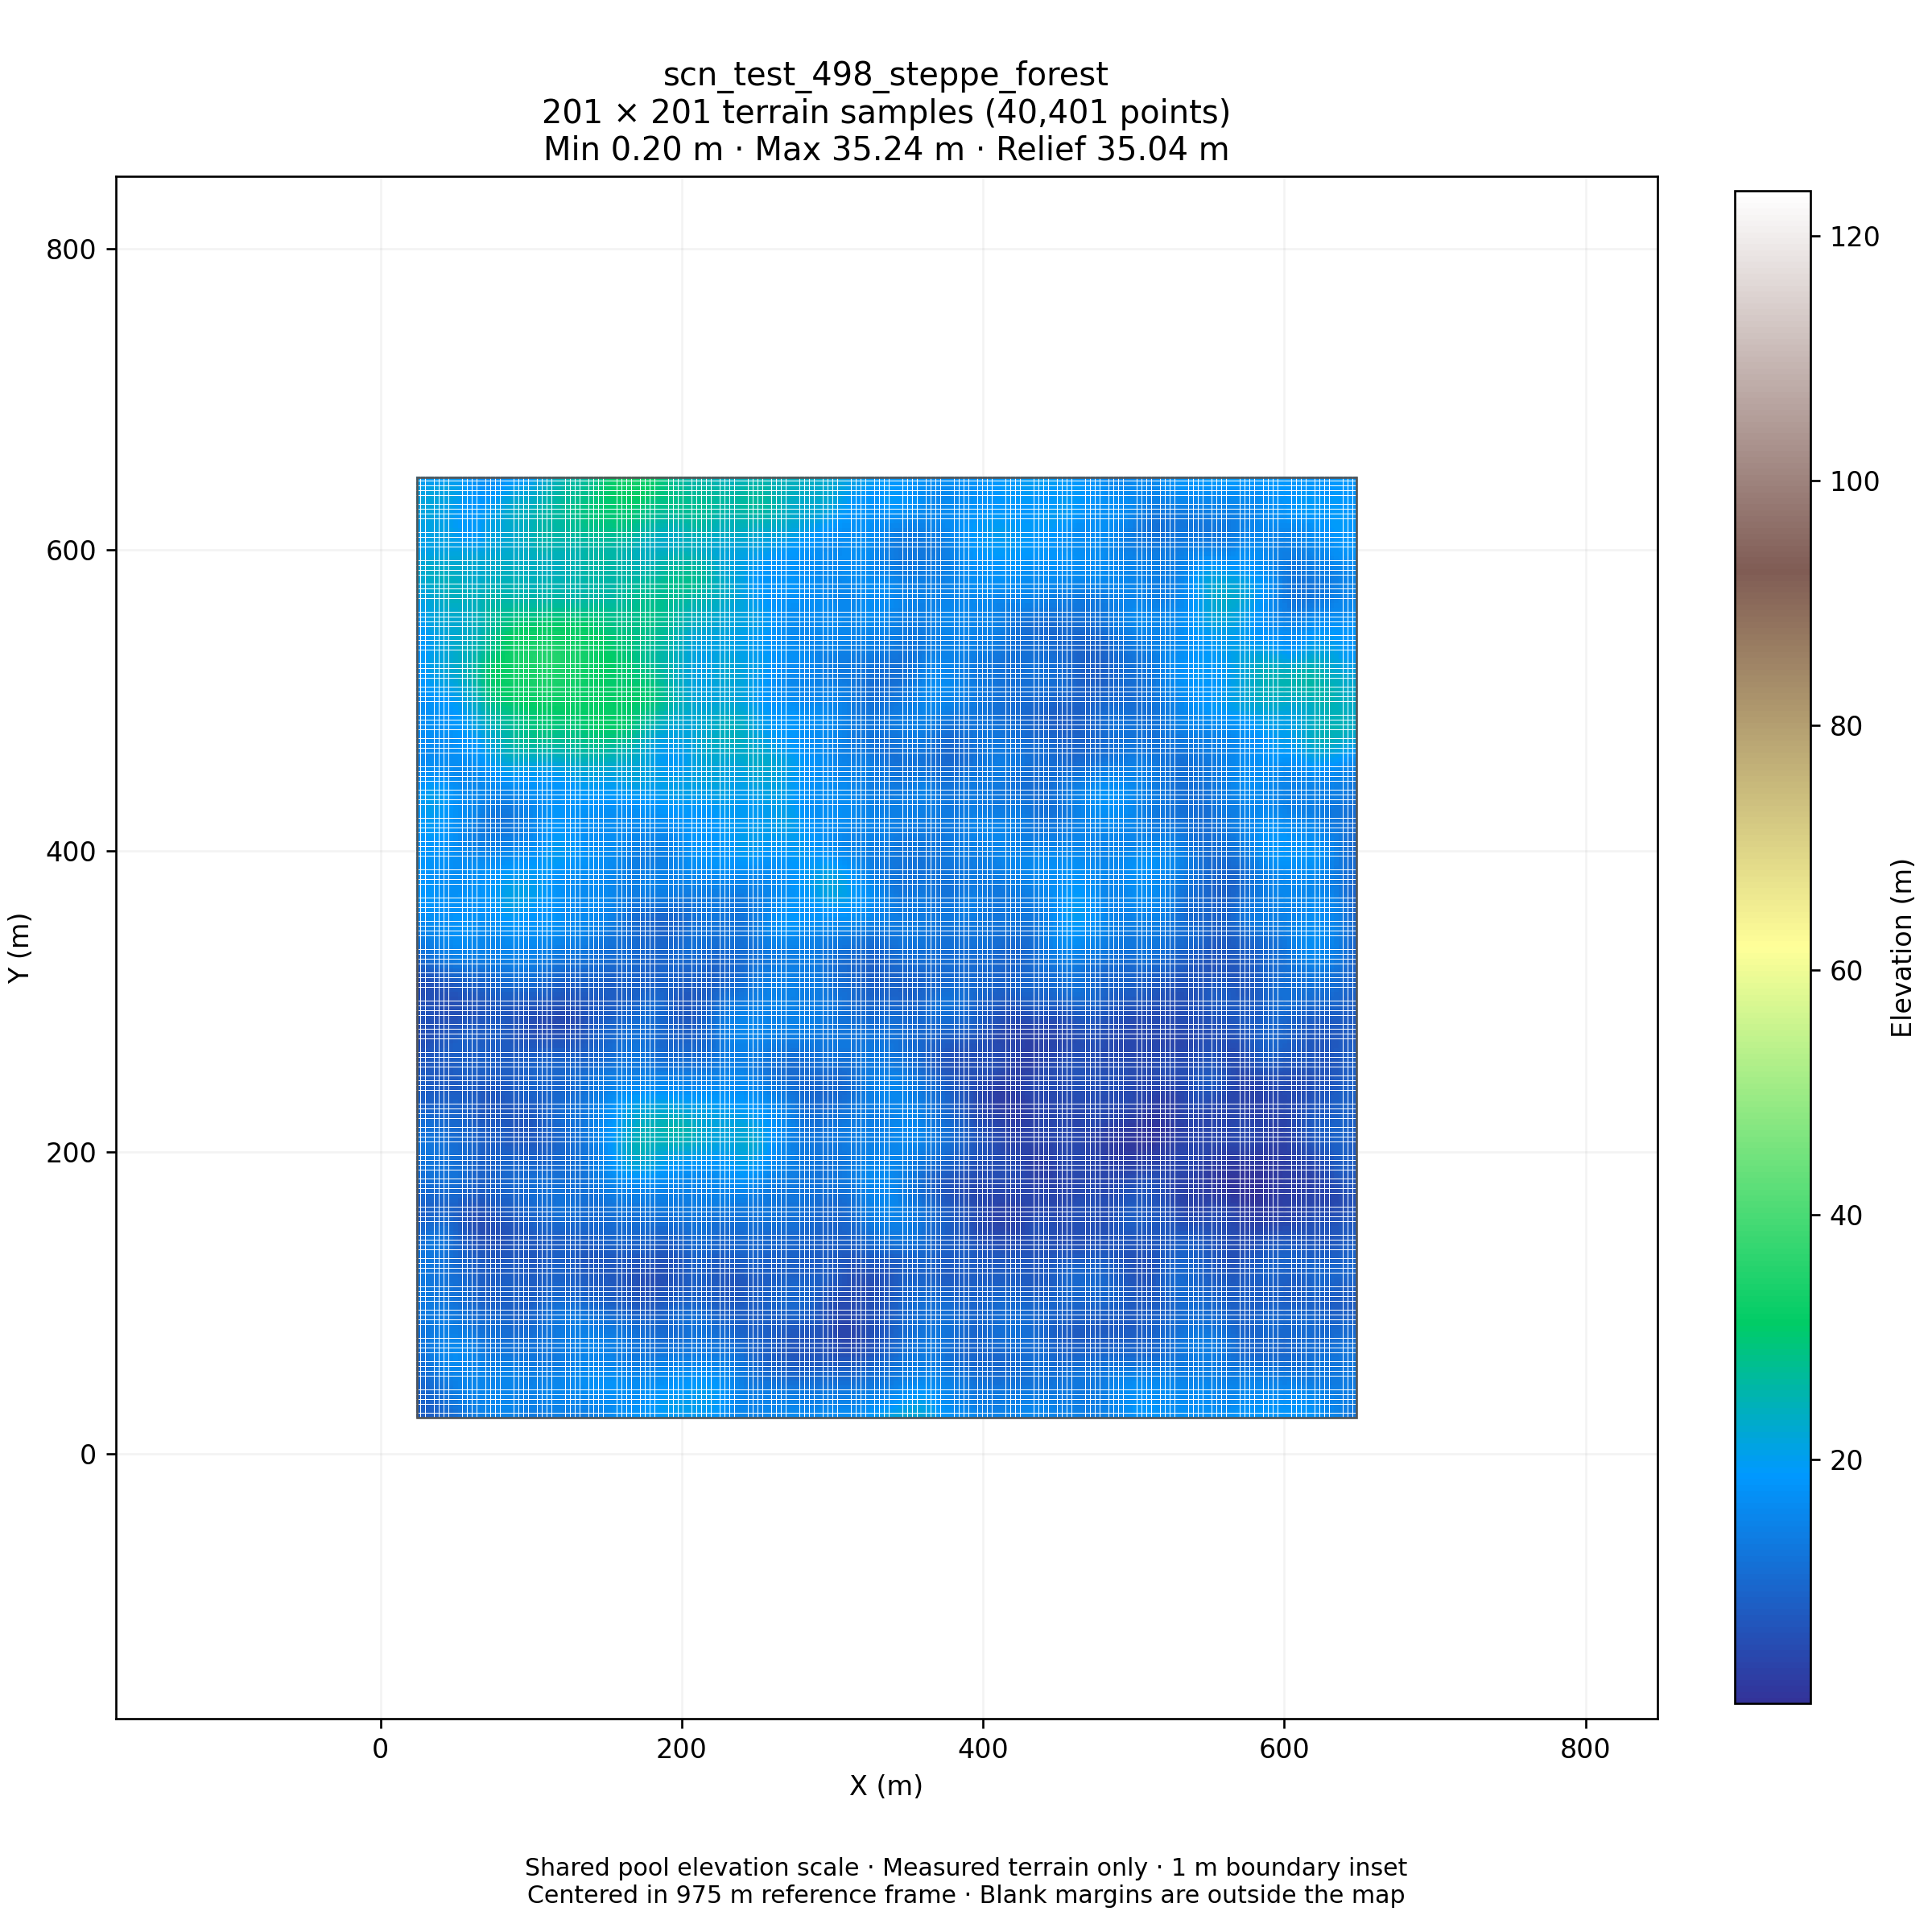 scn_test_498_steppe_forest
201 × 201 terrain samples (40,401 points)
Min 0.20 m · Max 35.24 m · Relief 35.04 m
800
600
400
200
0
Y (m)
0
200
400
600
800
X (m)
120
100
80
60
40
20
Elevation (m)
Shared pool elevation scale · Measured terrain only · 1 m boundary inset
Centered in 975 m reference frame · Blank margins are outside the map